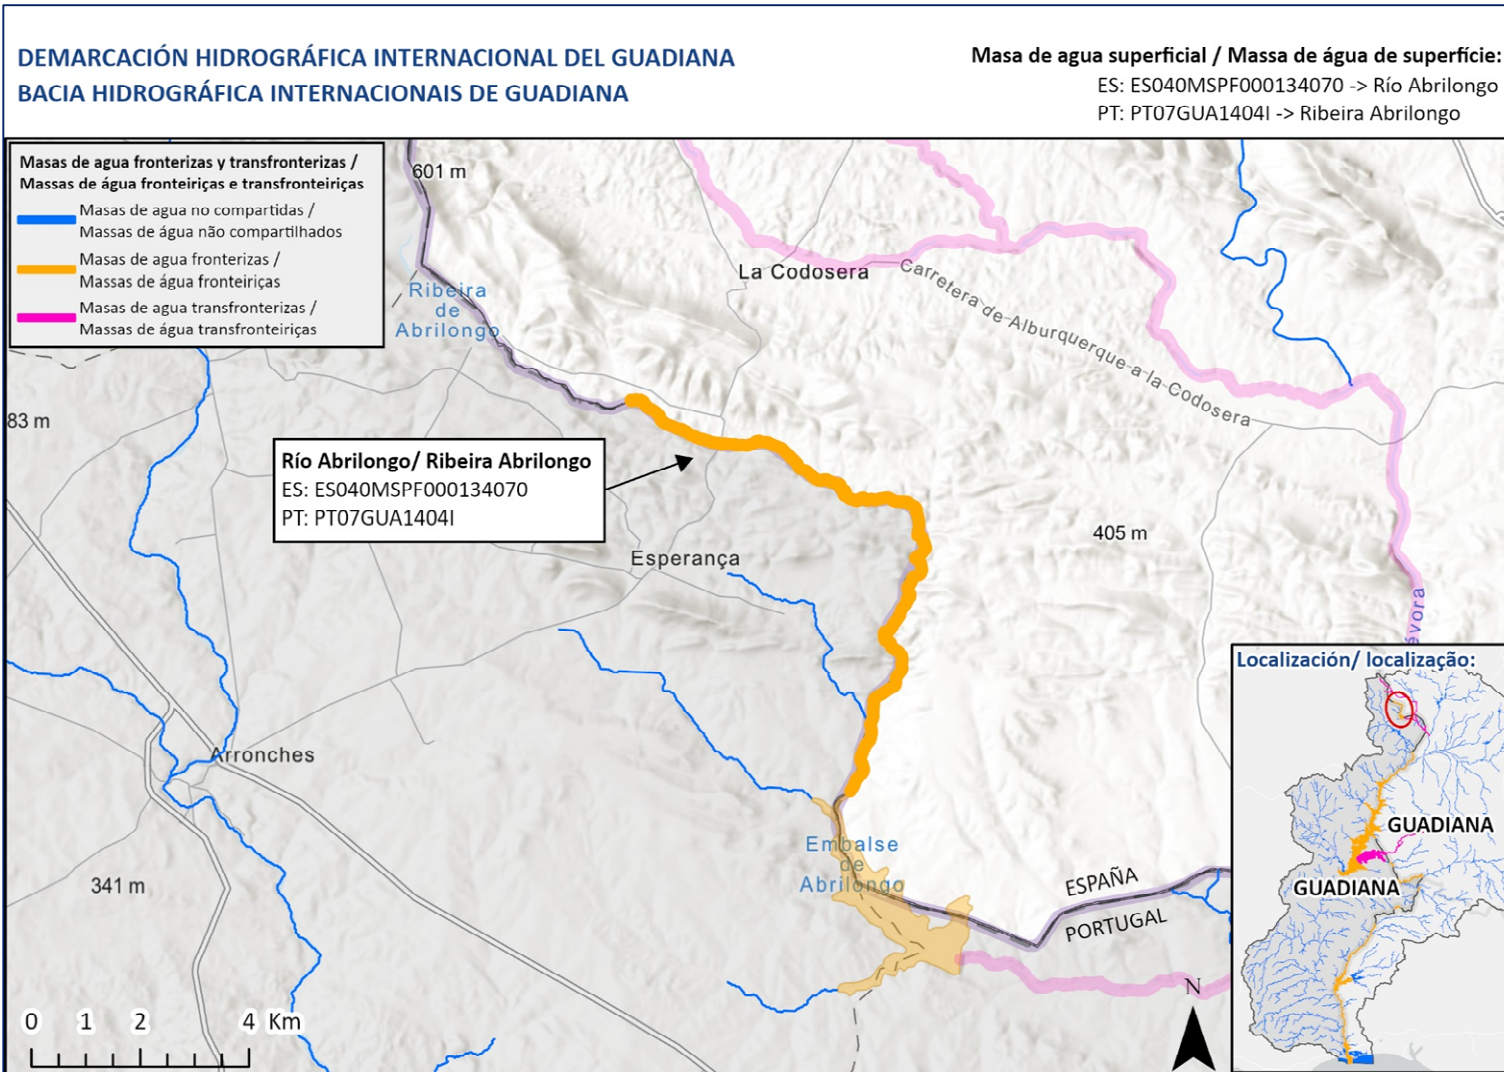 DEMARCACIÓN HIDROGRÁFICA INTERNACIONAL DEL GUADIANA
BACIA HIDROGRÁFICA INTERNACIONAIS DE GUADIANA
Masa de agua superficial / Massa de água de superfície:
ES: ES040MSPF000134070 -> Río Abrilongo
PT: PT07GUA1404I -> Ribeira Abrilongo
Masas de agua fronterizas y transfronterizas /
Massas de água fronteiriças e transfronteiriças
Masas de agua no compartidas /
Massas de água não compartilhados
Masas de agua fronterizas /
Massas de água fronteiriças
Masas de agua transfronterizas /
Massas de água transfronteiriças
601 m
Ribeira
de
Abrilongo
La Codosera
Carretera de Alburquerque a la Codosera
83 m
Río Abrilongo/ Ribeira Abrilongo
ES: ES040MSPF000134070
PT: PT07GUA1404I
405 m
Esperança
évora
Arronches
Embalse
de
Abrilongo
341 m
ESPAÑA
PORTUGAL
N
0 1 2 4 Km
Localización/ localização:
GUADIANA
GUADIANA